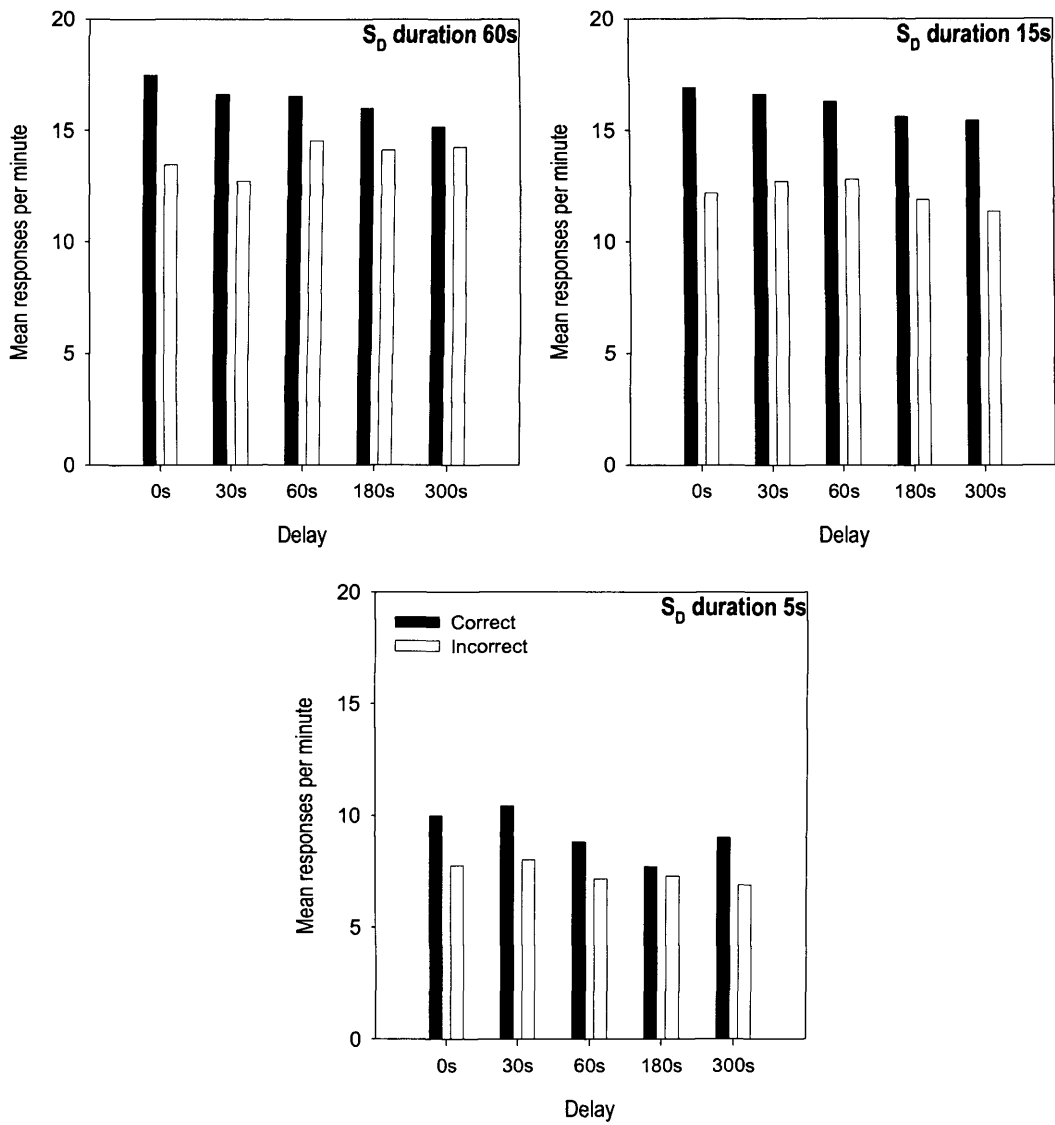 S_D duration 60s
Mean responses per minute
20
15
10
5
0
0s 30s 60s 180s 300s
Delay
S_D duration 15s
Mean responses per minute
20
15
10
5
0
0s 30s 60s 180s 300s
Delay
S_D duration 5s
Correct
Incorrect
Mean responses per minute
20
15
10
5
0
0s 30s 60s 180s 300s
Delay